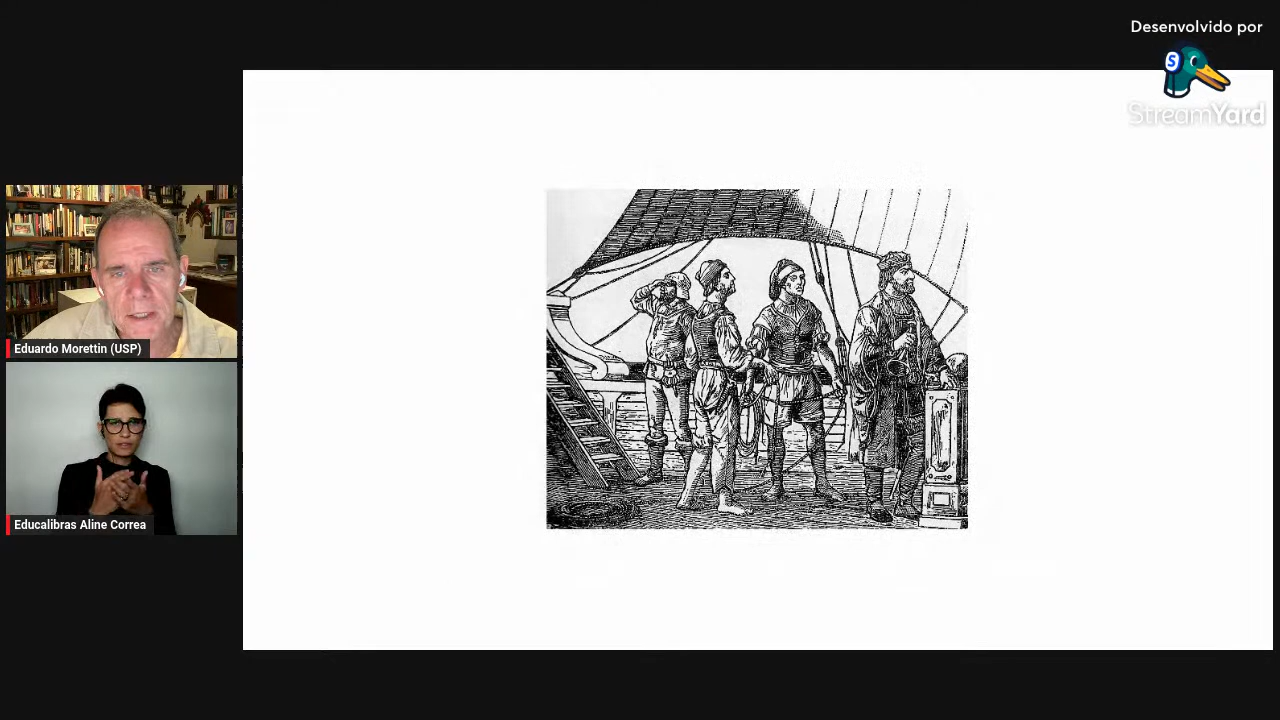 Desenvolvido por
S
StreamYard
Eduardo Morettin (USP)
Educalibras Aline Correa